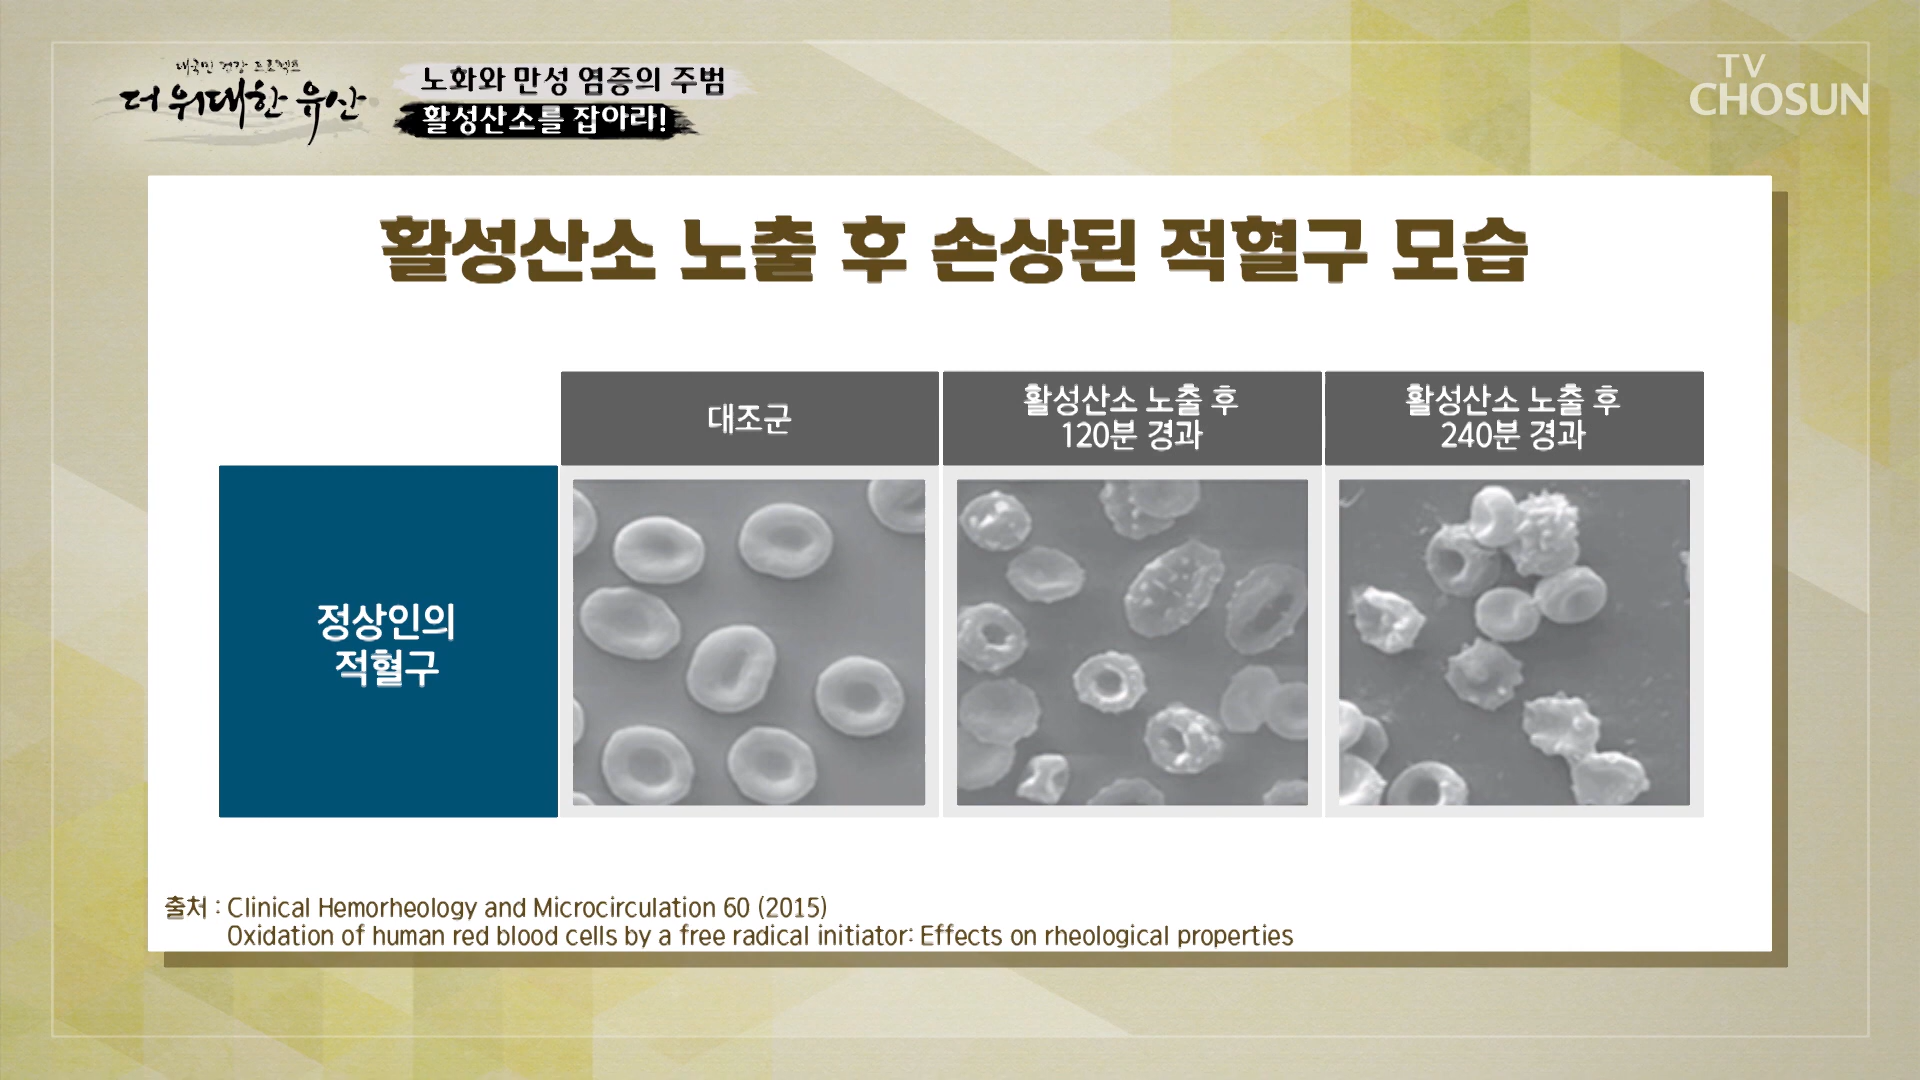 대국민 건강 프로젝트
더 위대한 유산
노화와 만성 염증의 주범
활성산소를 잡아라!
TV
CHOSUN
활성산소 노출 후 손상된 적혈구 모습
대조군
활성산소 노출 후
120분 경과
활성산소 노출 후
240분 경과
정상인의
적혈구
출처 : Clinical Hemorheology and Microcirculation 60 (2015)
Oxidation of human red blood cells by a free radical initiator: Effects on rheological properties